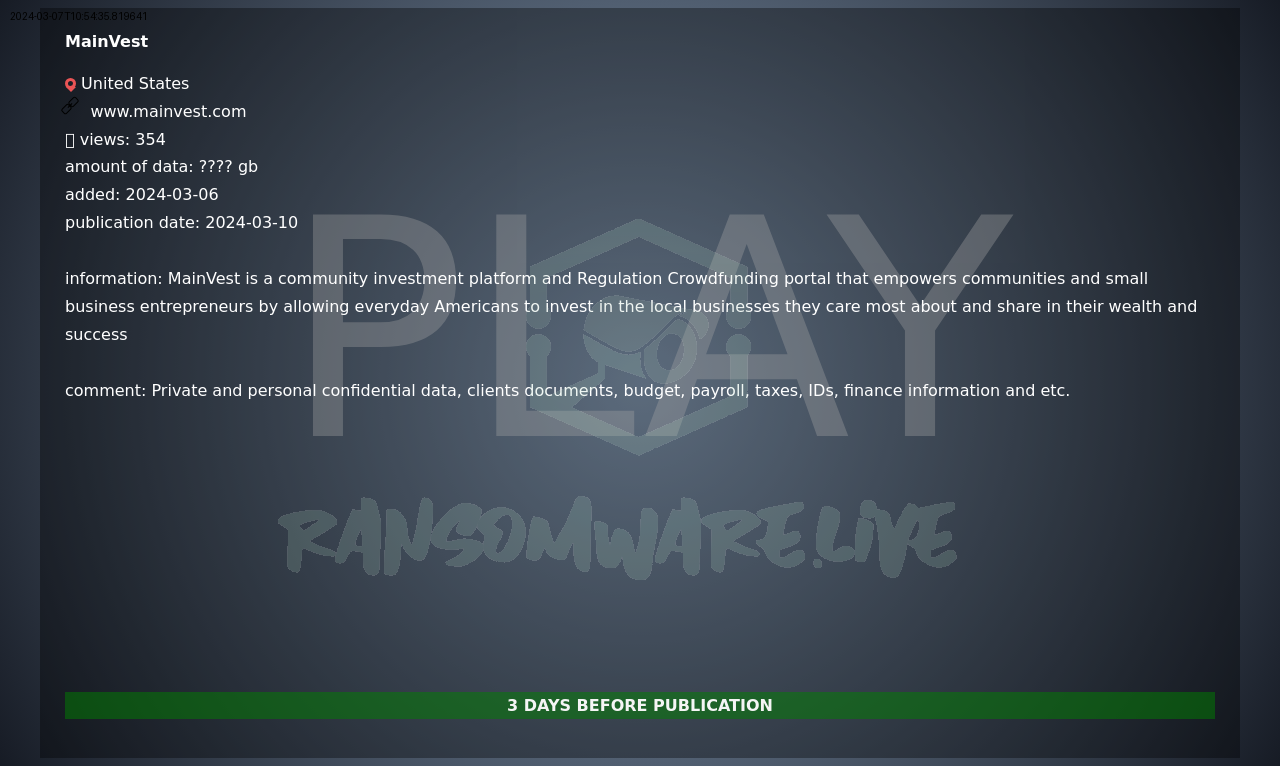 2024-03-07T10:54:35.819641
MainVest
United States
www.mainvest.com
views: 354
amount of data: ???? gb
added: 2024-03-06
publication date: 2024-03-10
PLAY
information: MainVest is a community investment platform and Regulation Crowdfunding portal that empowers communities and small
business entrepreneurs by allowing everyday Americans to invest in the local businesses they care most about and share in their wealth and
success
comment: Private and personal confidential data, clients documents, budget, payroll, taxes, IDs, finance information and etc.
RANSOMWARE.LIVE
3 DAYS BEFORE PUBLICATION